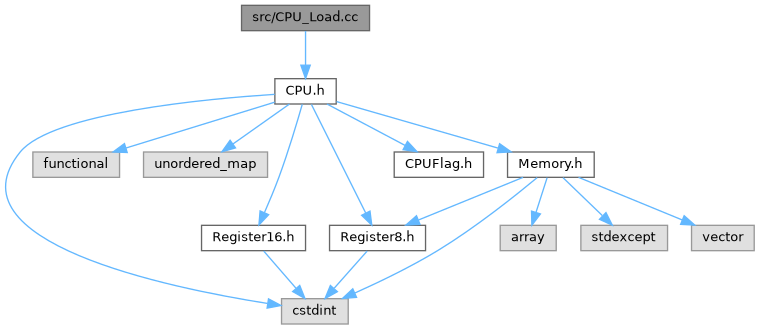 src/CPU_Load.cc
CPU.h
functional
unordered_map
CPUFlag.h
Memory.h
Register16.h
Register8.h
array
stdexcept
vector
cstdint